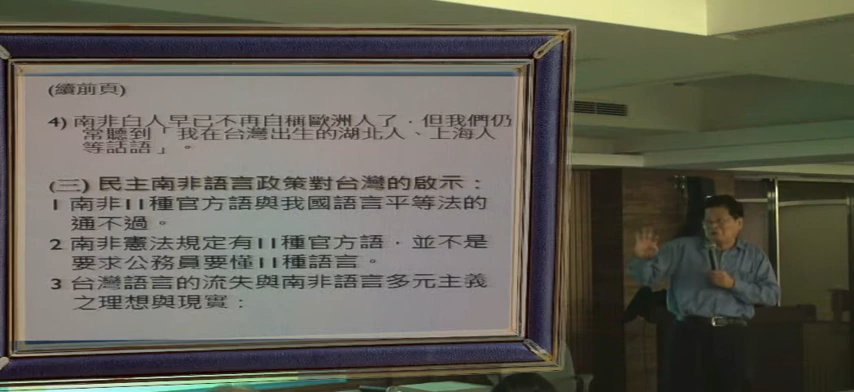 (續前頁)
4) 南非白人早已不再自稱歐洲人了．但我們仍
常聽到「我在台灣出生的湖北人、上海人
等話語」。
(三) 民主南非語言政策對台灣的啟示：
1 南非11種官方語與我國語言平等法的
通不過。
2 南非憲法規定有11種官方語．並不是
要求公務員要懂11種語言。
3 台灣語言的流失與南非語言多元主義
之理想與現實：